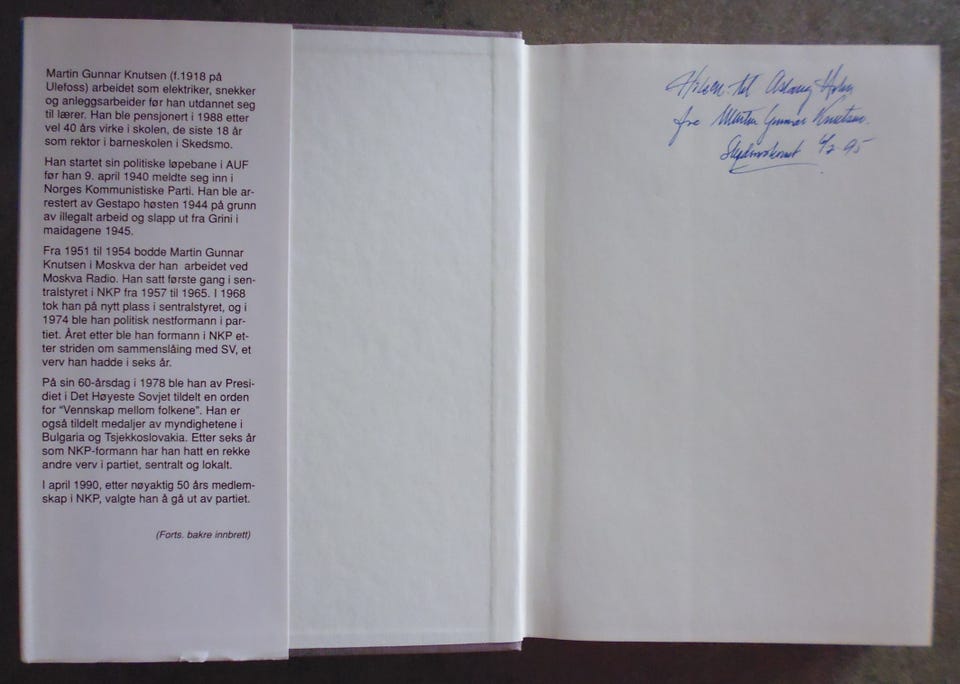 Martin Gunnar Knutsen (f.1918 på
Ulefoss) arbeidet som elektriker, snekker
og anleggsarbeider før han utdannet seg
til lærer. Han ble pensjonert i 1988 etter
vel 40 års virke i skolen, de siste 18 år
som rektor i barneskolen i Skedsmo.
Han startet sin politiske løpebane i AUF
før han 9. april 1940 meldte seg inn i
Norges Kommunistiske Parti. Han ble ar-
restert av Gestapo høsten 1944 på grunn
av illegalt arbeid og slapp ut fra Grini i
maidagene 1945.
Fra 1951 til 1954 bodde Martin Gunnar
Knutsen i Moskva der han arbeidet ved
Moskva Radio. Han satt første gang i sen-
tralstyret i NKP fra 1957 til 1965. I 1968
tok han på nytt plass i sentralstyret, og i
1974 ble han politisk nestformann i par-
tiet. Året etter ble han formann i NKP et-
ter striden om sammenslåing med SV, et
verv han hadde i seks år.
På sin 60-årsdag i 1978 ble han av Presi-
diet i Det Høyeste Sovjet tildelt en orden
for “Vennskap mellom folkene”. Han er
også tildelt medaljer av myndighetene i
Bulgaria og Tsjekkoslovakia. Etter seks år
som NKP-formann har han hatt en rekke
andre verv i partiet, sentralt og lokalt.
I april 1990, etter nøyaktig 50 års medlem-
skap i NKP, valgte han å gå ut av partiet.
(Forts. bakre innbrett)
Hilsen til Aslaug
fra Martin Gunnar Knutsen.
Skedsmokorset